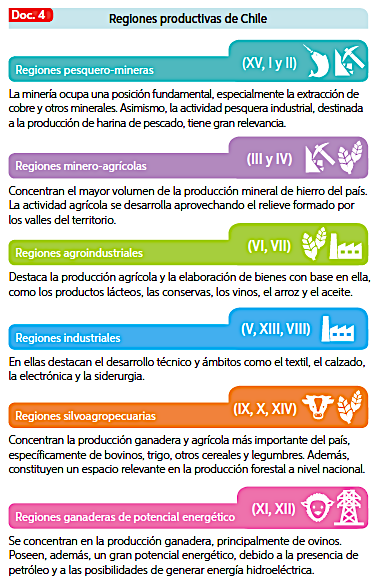 Doc. 4
Regiones productivas de Chile
Regiones pesquero-mineras
(XV, I y II)
La minería ocupa una posición fundamental, especialmente la extracción de
cobre y otros minerales. Asimismo, la actividad pesquera industrial, destinada
a la producción de harina de pescado, tiene gran relevancia.
Regiones minero-agrícolas
(III y IV)
Concentran el mayor volumen de la producción mineral de hierro del país.
La actividad agrícola se desarrolla aprovechando el relieve formado por
los valles del territorio.
Regiones agroindustriales
(VI, VII)
Destaca la producción agrícola y la elaboración de bienes con base en ella,
como los productos lácteos, las conservas, los vinos, el arroz y el aceite.
Regiones industriales
(V, XIII, VIII)
En ellas destacan el desarrollo técnico y ámbitos como el textil, el calzado,
la electrónica y la siderurgia.
Regiones silvoagropecuarias
(IX, X, XIV)
Concentran la producción ganadera y agrícola más importante del país,
específicamente de bovinos, trigo, otros cereales y legumbres. Además,
constituyen un espacio relevante en la producción forestal a nivel nacional.
Regiones ganaderas de potencial energético
(XI, XII)
Se concentran en la producción ganadera, principalmente de ovinos.
Poseen, además, un gran potencial energético, debido a la presencia de
petróleo y a las posibilidades de generar energía hidroeléctrica.